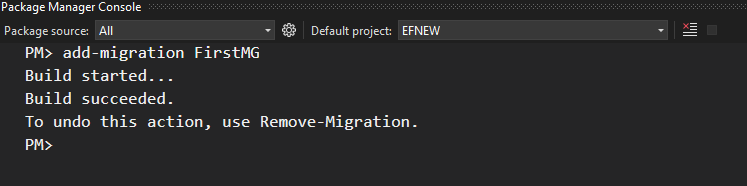 Package Manager Console
Package source: All Default project: EFNEW
PM> add-migration FirstMG
Build started...
Build succeeded.
To undo this action, use Remove-Migration.
PM>